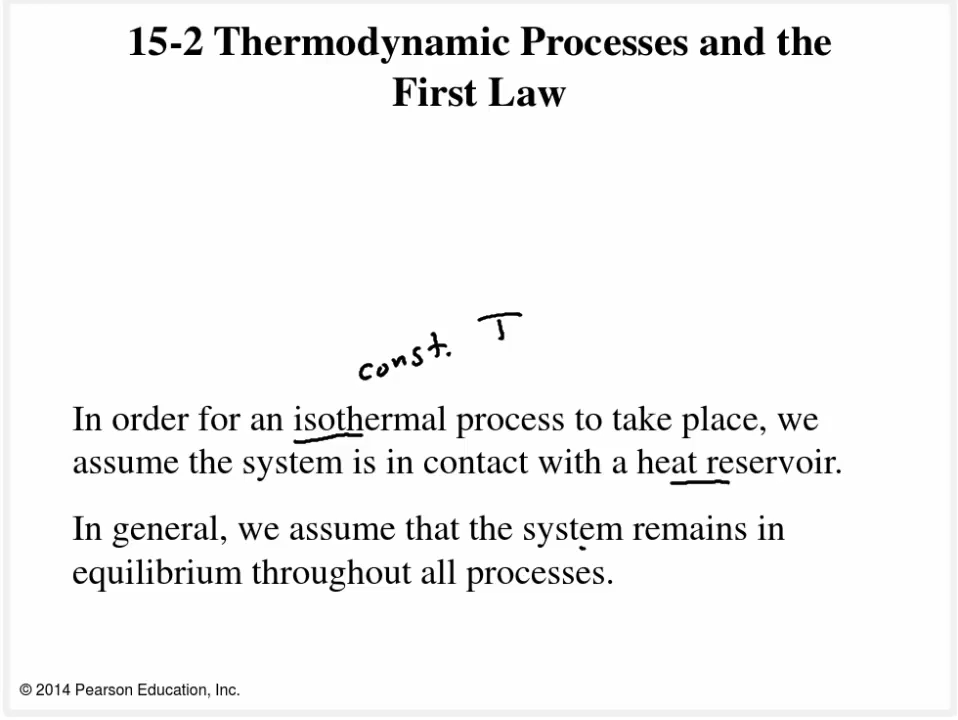 15-2 Thermodynamic Processes and the
First Law
const. T
In order for an isothermal process to take place, we
assume the system is in contact with a heat reservoir.
In general, we assume that the system remains in
equilibrium throughout all processes.
© 2014 Pearson Education, Inc.